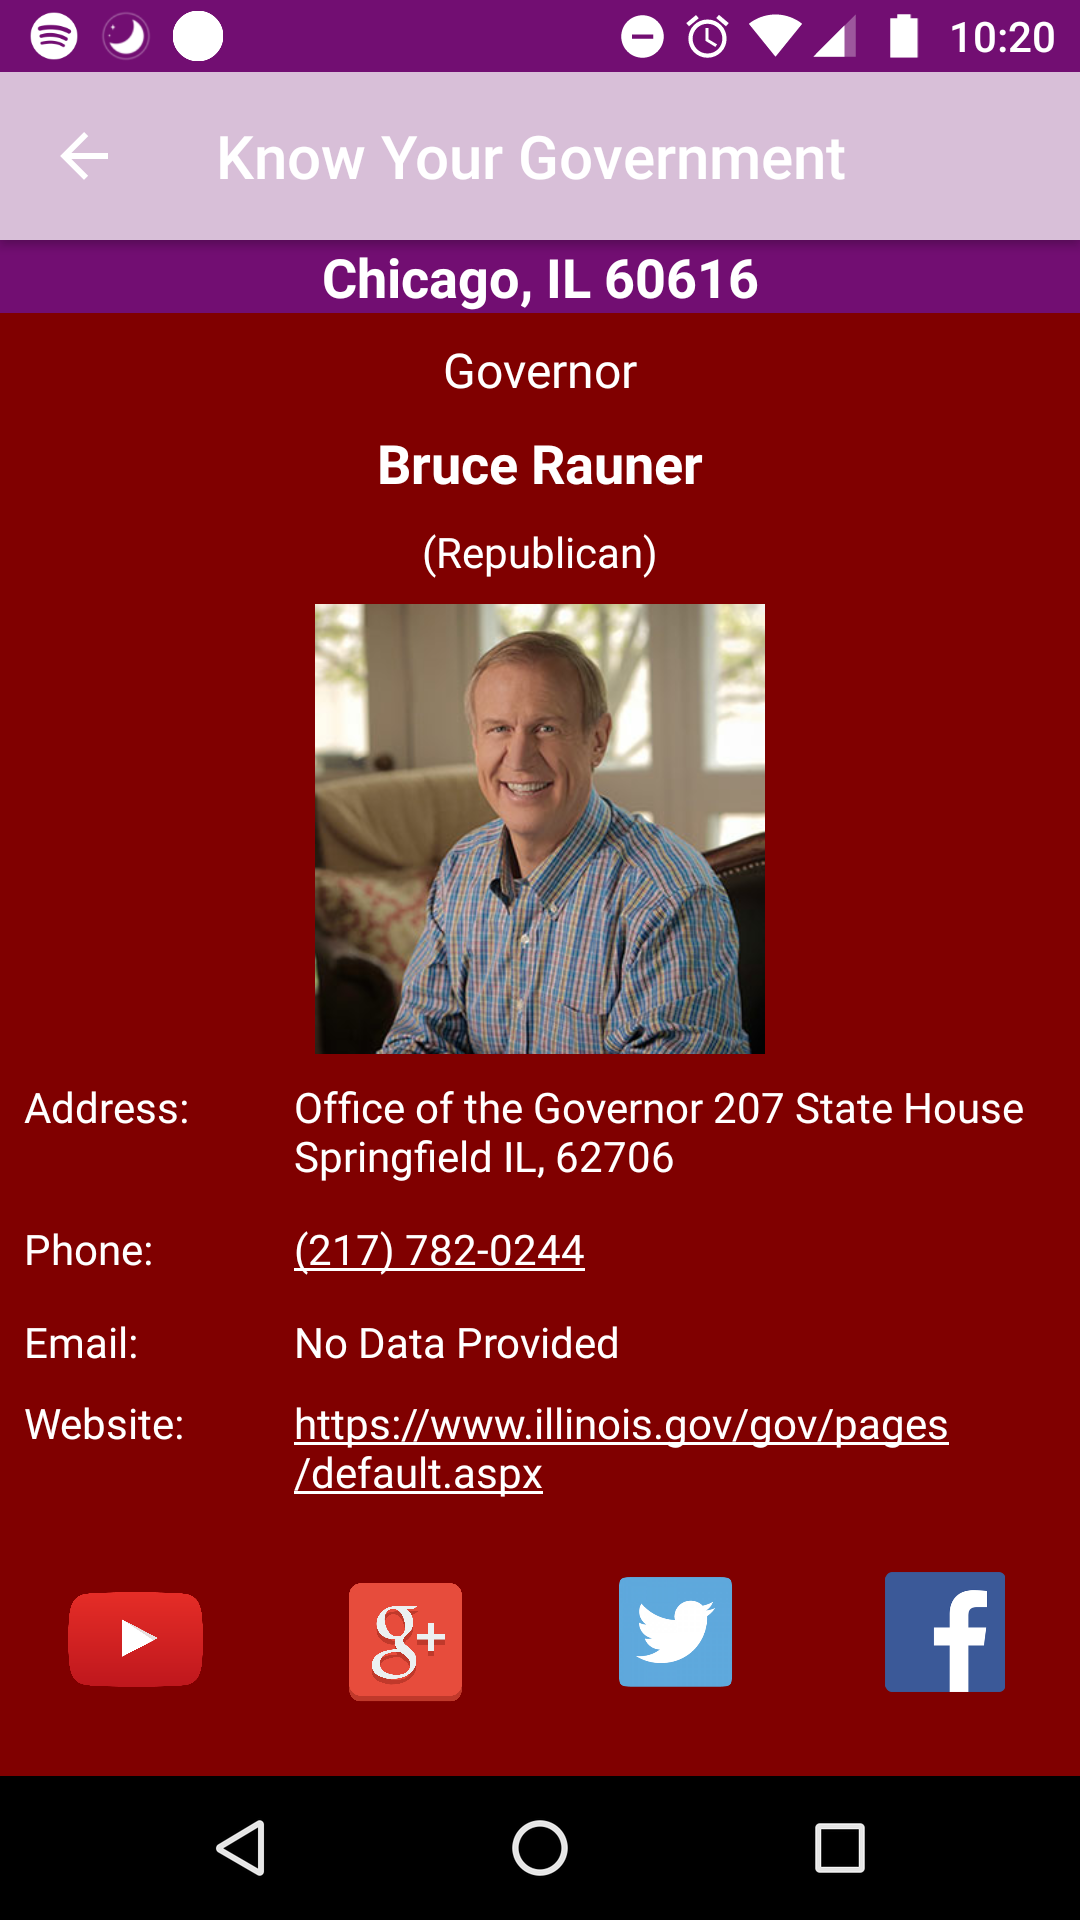 10:20
Know Your Government
Chicago, IL 60616
Governor
Bruce Rauner
(Republican)
Address:
Office of the Governor 207 State House
Springfield IL, 62706
Phone:
(217) 782-0244
Email:
No Data Provided
Website:
https://www.illinois.gov/gov/pages
/default.aspx
g+
f